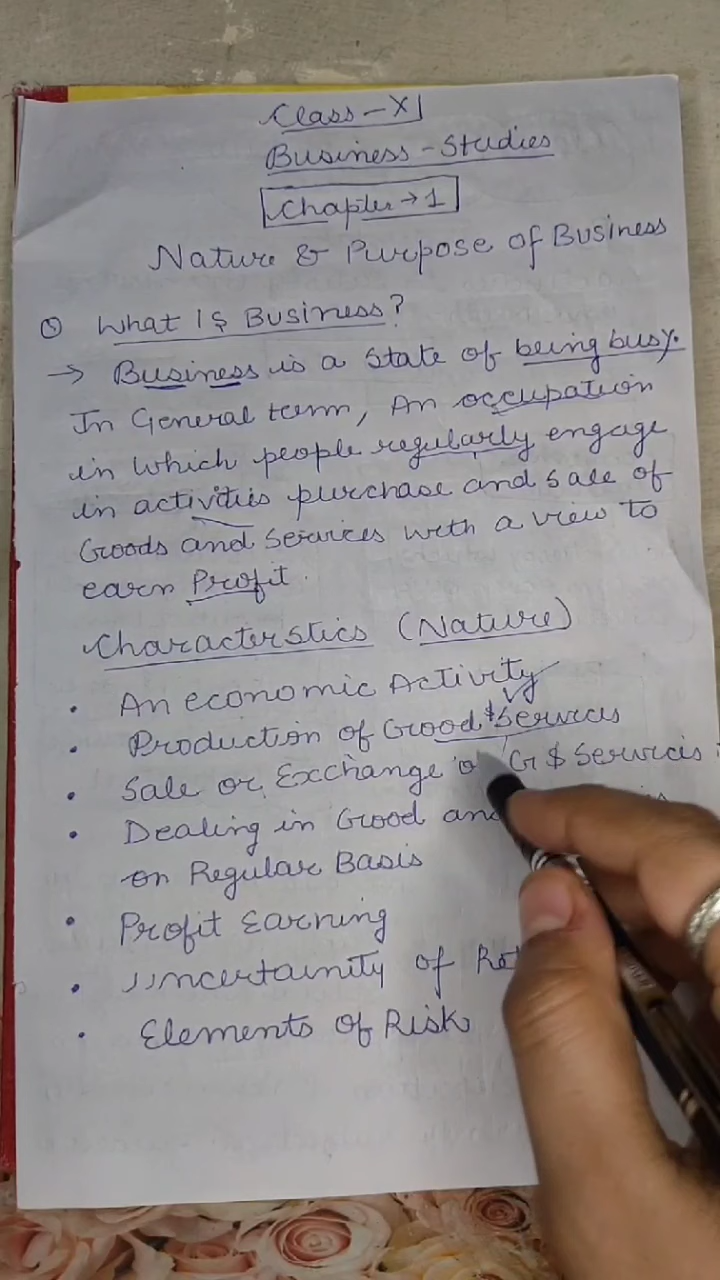 Class-XI
Business-Studies
Chapter→1
Nature & Purpose of Business
What Is Business?
→ Business is a state of being busy.
In General term, An occupation
in which people regularly engage
in activities purchase and sale of
Goods and Services with a view to
earn Profit.
Characterstics (Nature)
• An economic Activity
• Production of Good & Services
• Sale or Exchange of G & Services
• Dealing in Good and
on Regular Basis
• Profit Earning
• Uncertainity of
• Elements of Risk